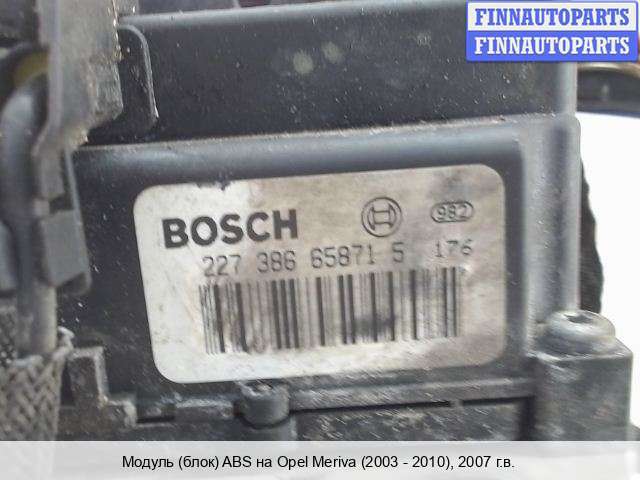 FINNAUTOPARTS
FINNAUTOPARTS
BOSCH
982
227 386 65871 5 176
Модуль (блок) ABS на Opel Meriva (2003 - 2010), 2007 г.в.